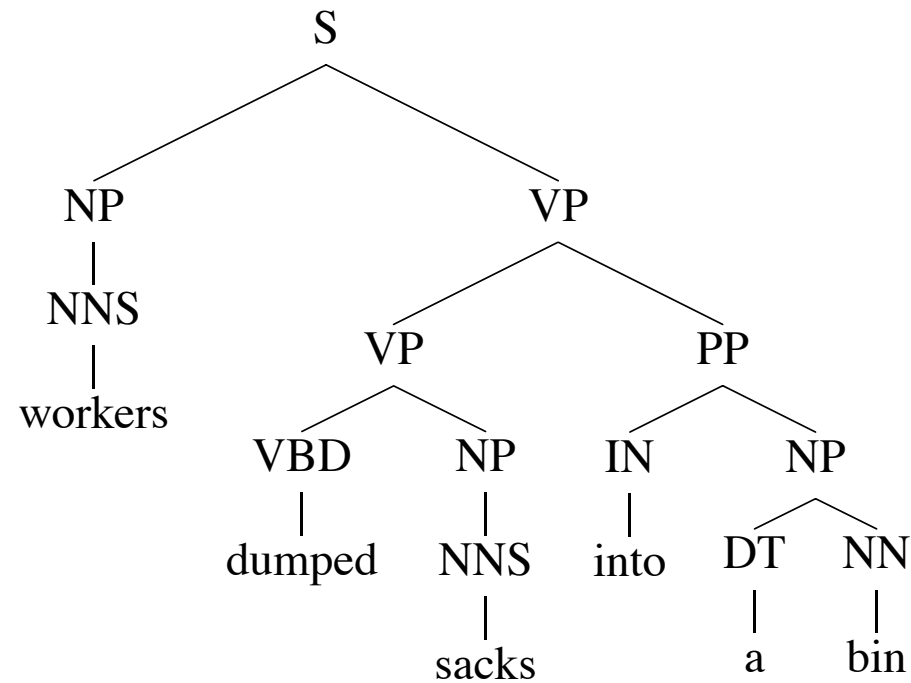 S
NP VP
NNS VP PP
workers VBD NP IN NP
dumped NNS into DT NN
sacks a bin